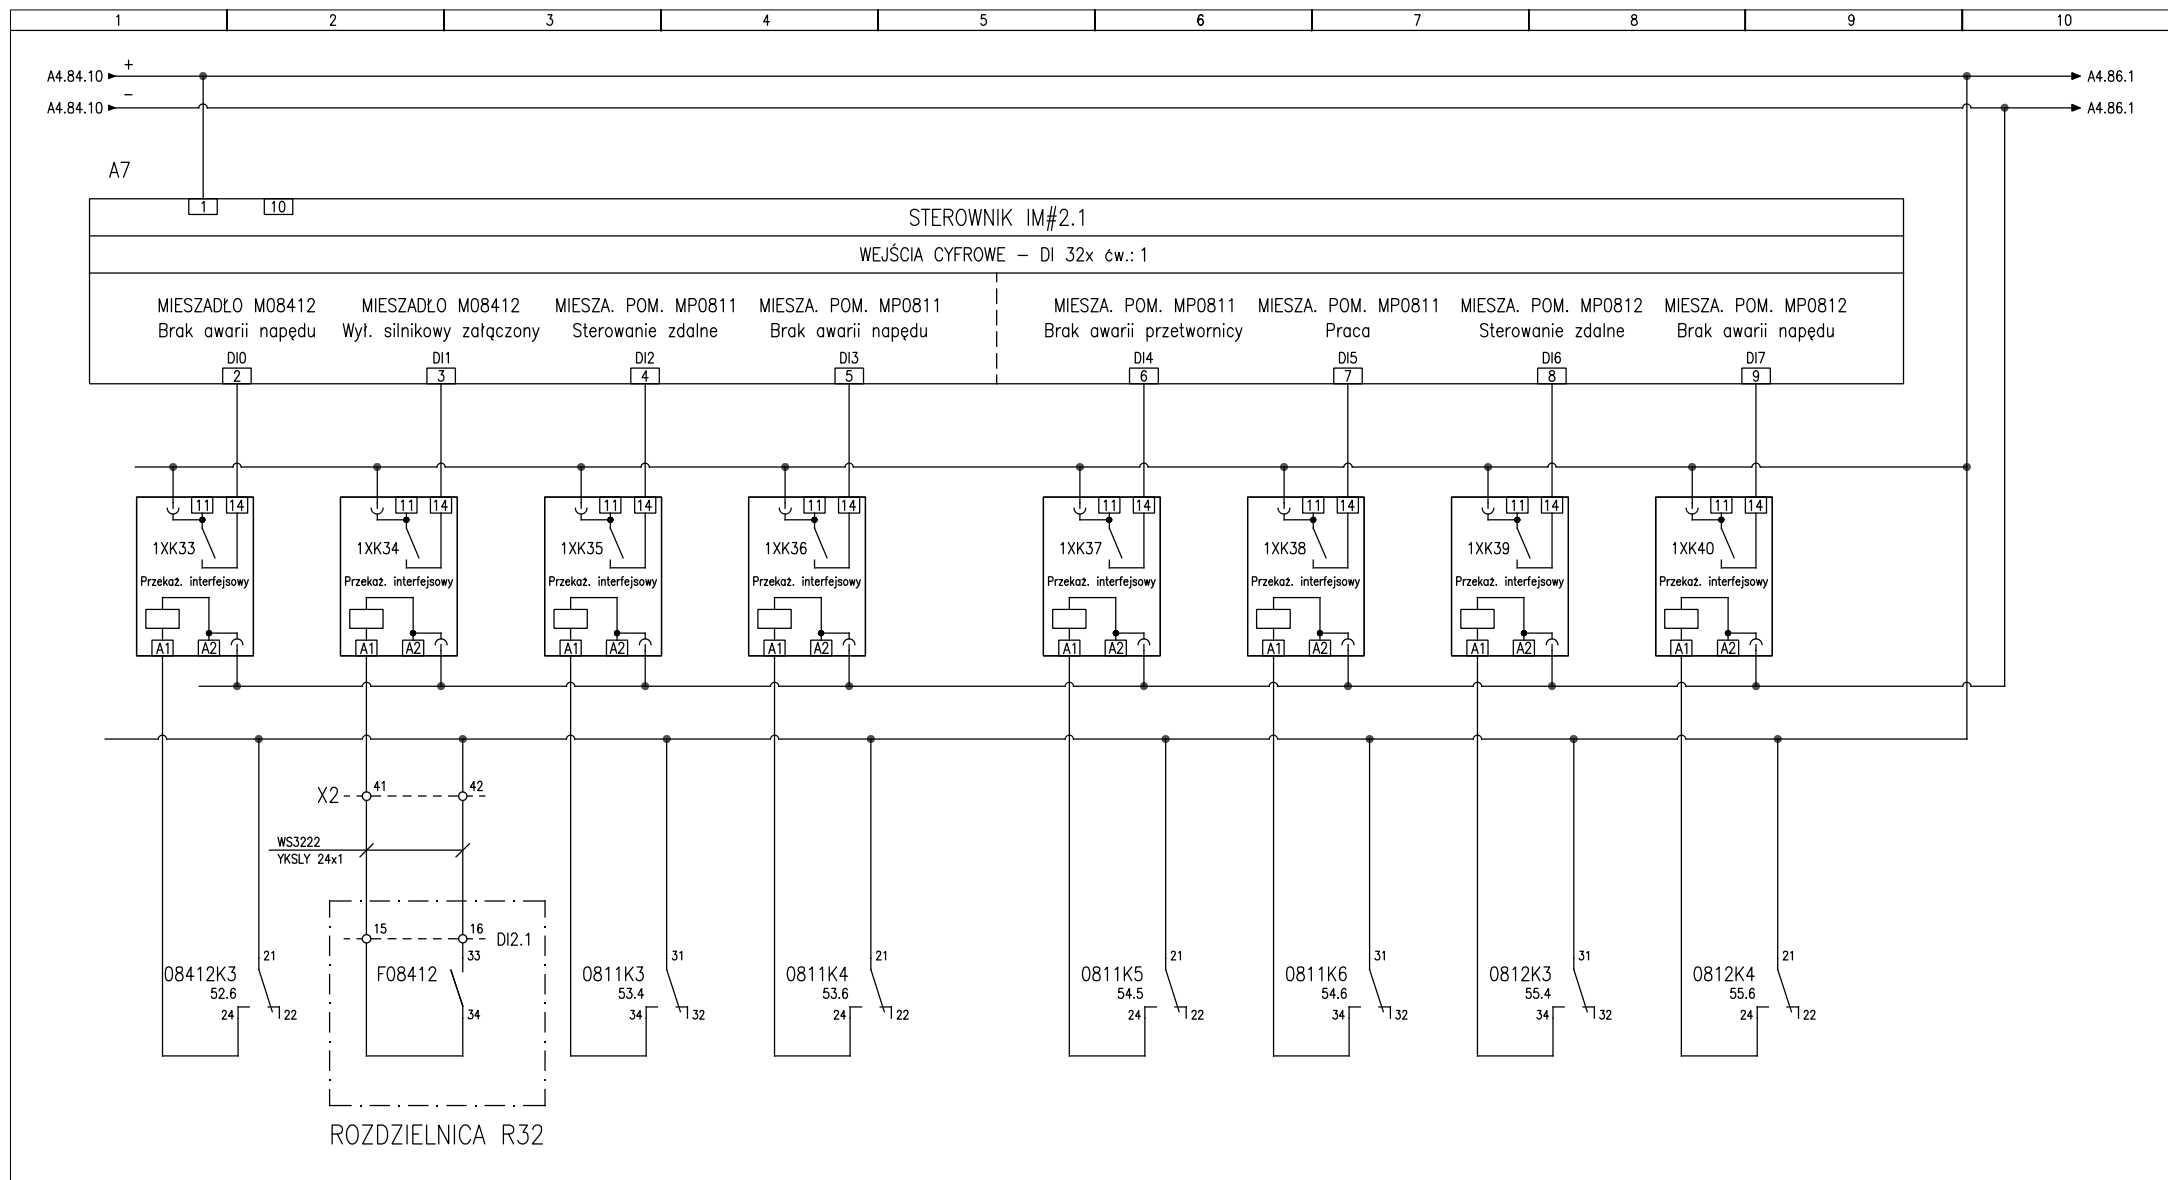 1 2 3 4 5 6 7 8 9 10
+
A4.84.10 A4.86.1
–
A4.84.10 A4.86.1
A7
1 10
STEROWNIK IM#2.1
WEJŚCIA CYFROWE – DI 32x ćw.: 1
MIESZADŁO M08412 MIESZADŁO M08412 MIESZA. POM. MP0811 MIESZA. POM. MP0811 MIESZA. POM. MP0811 MIESZA. POM. MP0811 MIESZA. POM. MP0812 MIESZA. POM. MP0812
Brak awarii napędu Wył. silnikowy załączony Sterowanie zdalne Brak awarii napędu Brak awarii przetwornicy Praca Sterowanie zdalne Brak awarii napędu
DI0 DI1 DI2 DI3 DI4 DI5 DI6 DI7
2 3 4 5 6 7 8 9
11 14 11 14 11 14 11 14 11 14 11 14 11 14 11 14
1XK33 1XK34 1XK35 1XK36 1XK37 1XK38 1XK39 1XK40
Przekaź. interfejsowy Przekaź. interfejsowy Przekaź. interfejsowy Przekaź. interfejsowy Przekaź. interfejsowy Przekaź. interfejsowy Przekaź. interfejsowy Przekaź. interfejsowy
A1 A2 A1 A2 A1 A2 A1 A2 A1 A2 A1 A2 A1 A2 A1 A2
41 42
X2
WS3222
YKSLY 24x1
15 16
DI2.1
21 33 31 21 21 31 31 21
08412K3 F08412 0811K3 0811K4 0811K5 0811K6 0812K3 0812K4
52.6 53.4 53.6 54.5 54.6 55.4 55.6
24 22 34 34 32 24 22 24 22 34 32 34 32 24 22
ROZDZIELNICA R32